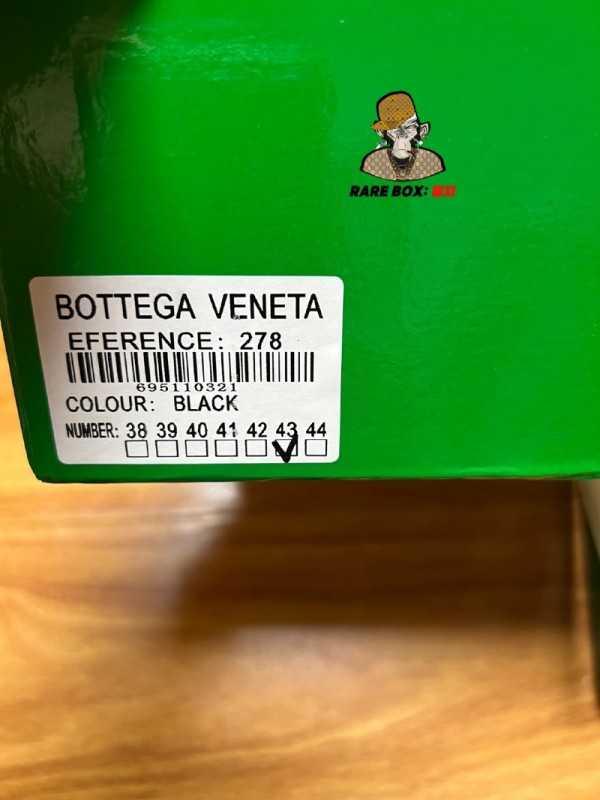 RARE BOX:
BOTTEGA VENETA
EFERENCE: 278
695110321
COLOUR: BLACK
NUMBER: 38 39 40 41 42 43 44